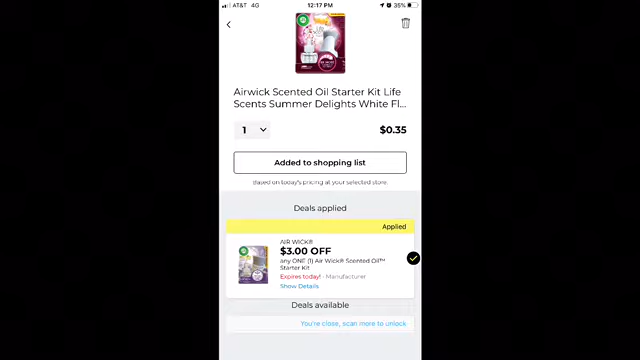 AT&T 4G
12:17 PM
35%
Airwick Scented Oil Starter Kit Life
Scents Summer Delights White Fl...
1
$0.35
Added to shopping list
Based on today's pricing at your selected store.
Deals applied
Applied
AIR WICK®
$3.00 OFF
any ONE (1) Air Wick® Scented Oil™
Starter Kit
Expires today! - Manufacturer
Show Details
Deals available
You're close, scan more to unlock